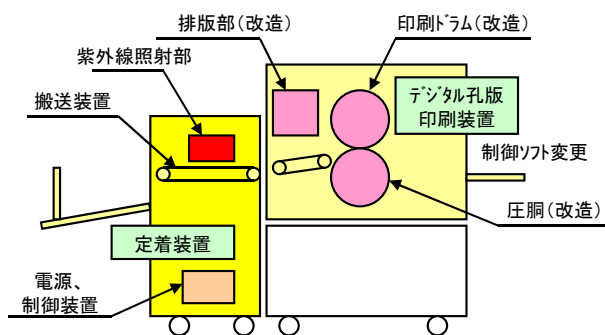 排版部(改造)
印刷ﾄﾞﾗﾑ(改造)
紫外線照射部
搬送装置
ﾃﾞｼﾞﾀﾙ孔版
印刷装置
制御ｿﾌﾄ変更
圧胴(改造)
定着装置
電源、
制御装置